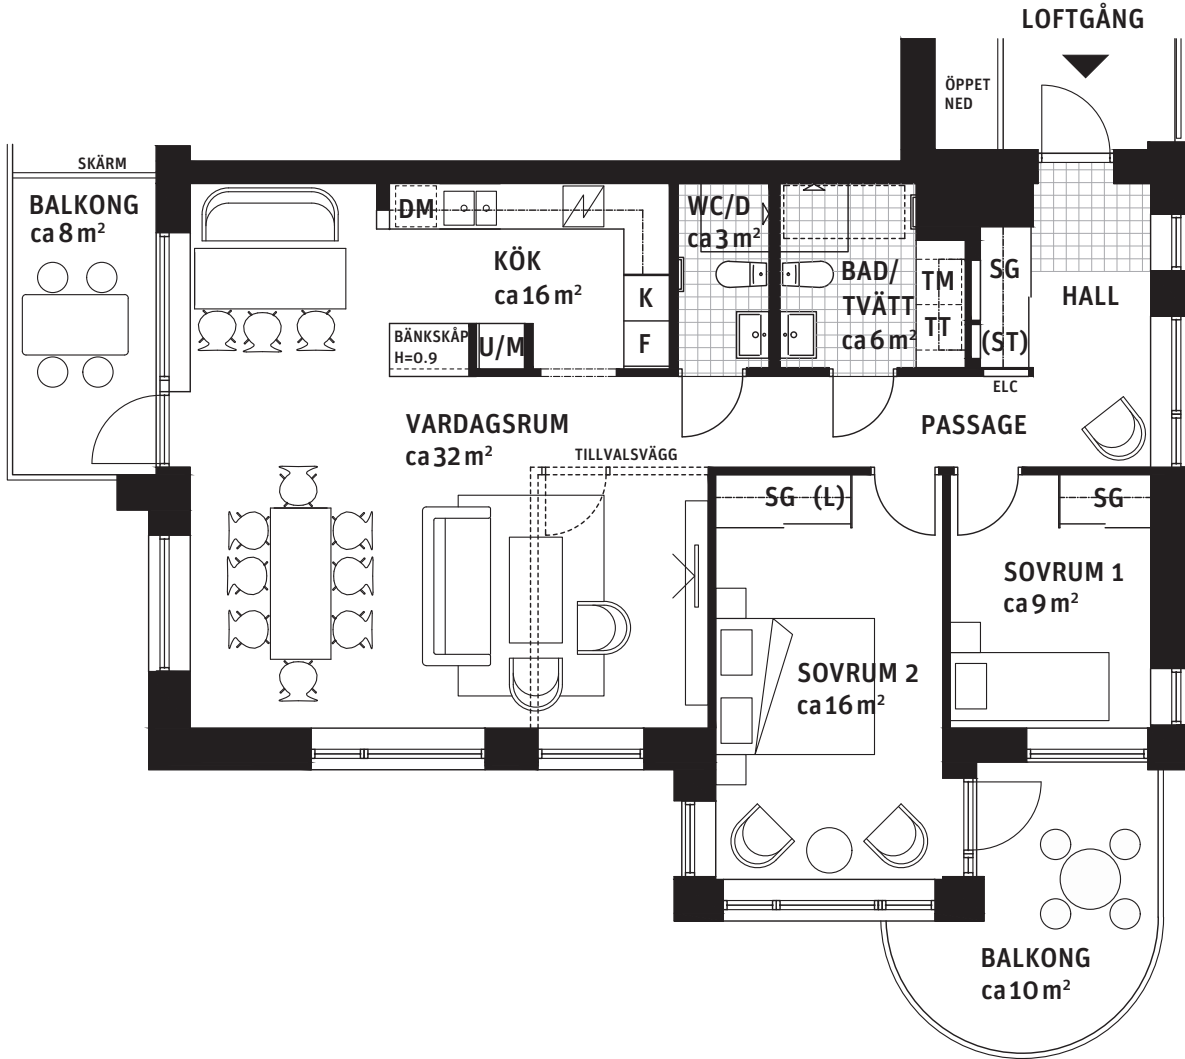 LOFTGÅNG
ÖPPET
NED
SKÄRM
BALKONG
ca 8 m²
DM
KÖK
ca 16 m²
K
F
BÄNKSKÅP
H=0.9
U/M
WC/D
ca 3 m²
BAD/
TVÄTT
ca 6 m²
TM
TT
SG
(ST)
ELC
HALL
VARDAGSRUM
ca 32 m²
TILLVALSVÄGG
PASSAGE
SG (L)
SG
SOVRUM 1
ca 9 m²
SOVRUM 2
ca 16 m²
BALKONG
ca 10 m²